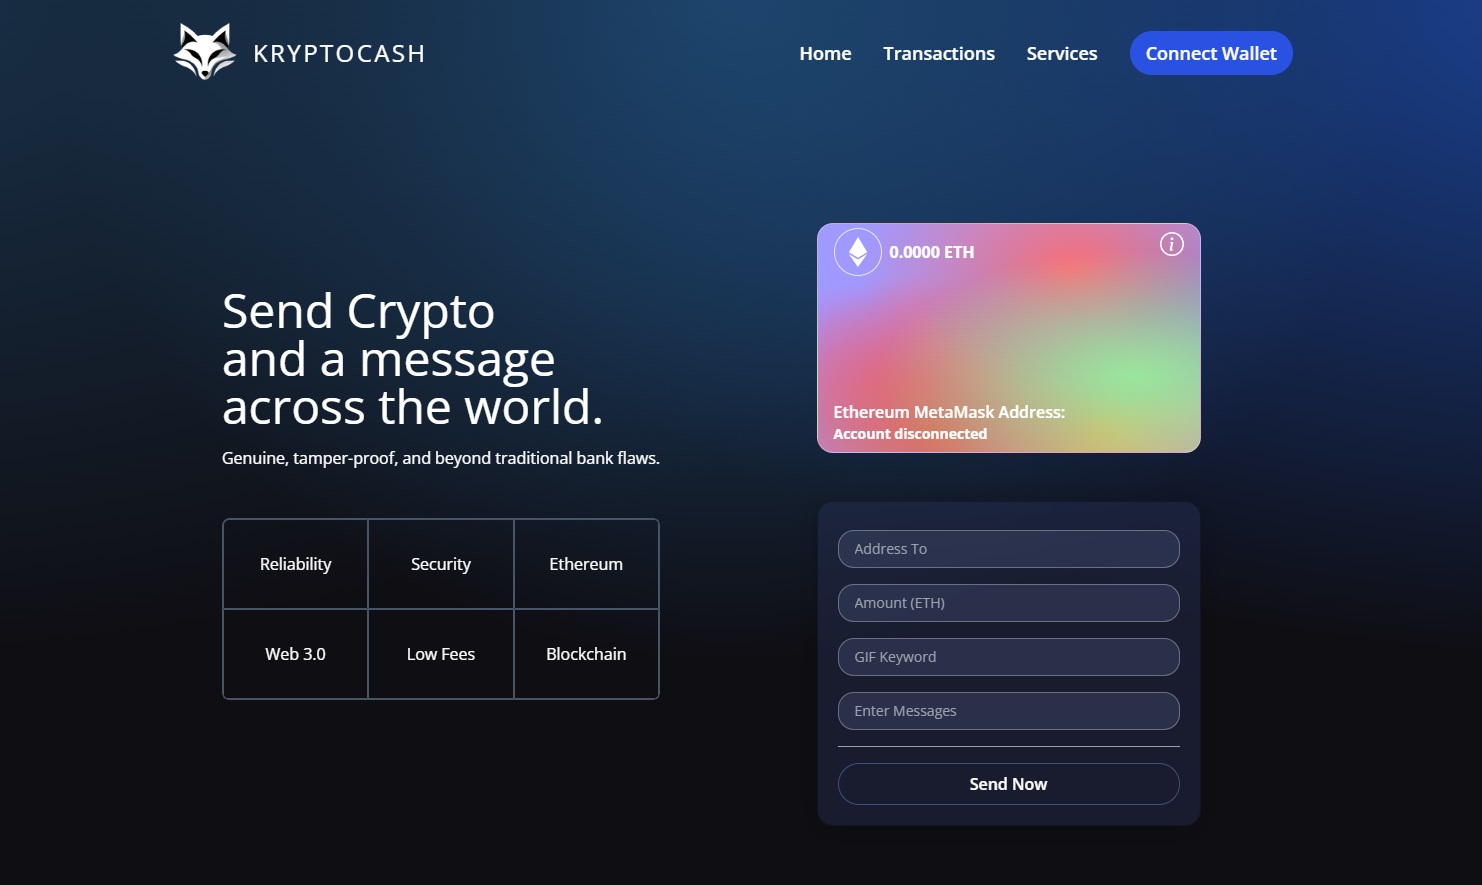 KRYPTOCASH
Home
Transactions
Services
Connect Wallet
Send Crypto
and a message
across the world.
Genuine, tamper-proof, and beyond traditional bank flaws.
Reliability
Security
Ethereum
Web 3.0
Low Fees
Blockchain
0.0000 ETH
i
Ethereum MetaMask Address:
Account disconnected
Address To
Amount (ETH)
GIF Keyword
Enter Messages
Send Now